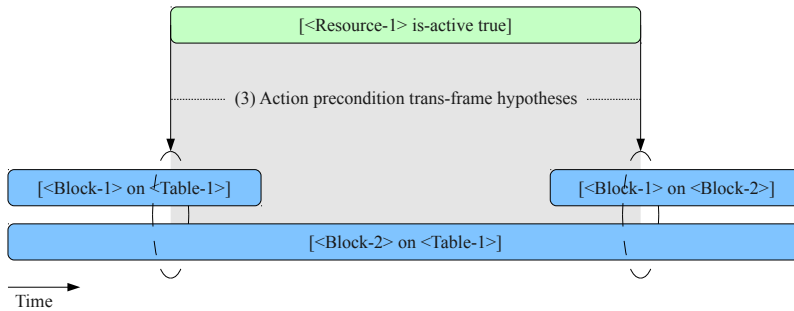 [<Resource-1> is-active true]
(3) Action precondition trans-frame hypotheses
[<Block-1> on <Table-1>]
[<Block-1> on <Block-2>]
[<Block-2> on <Table-1>]
Time